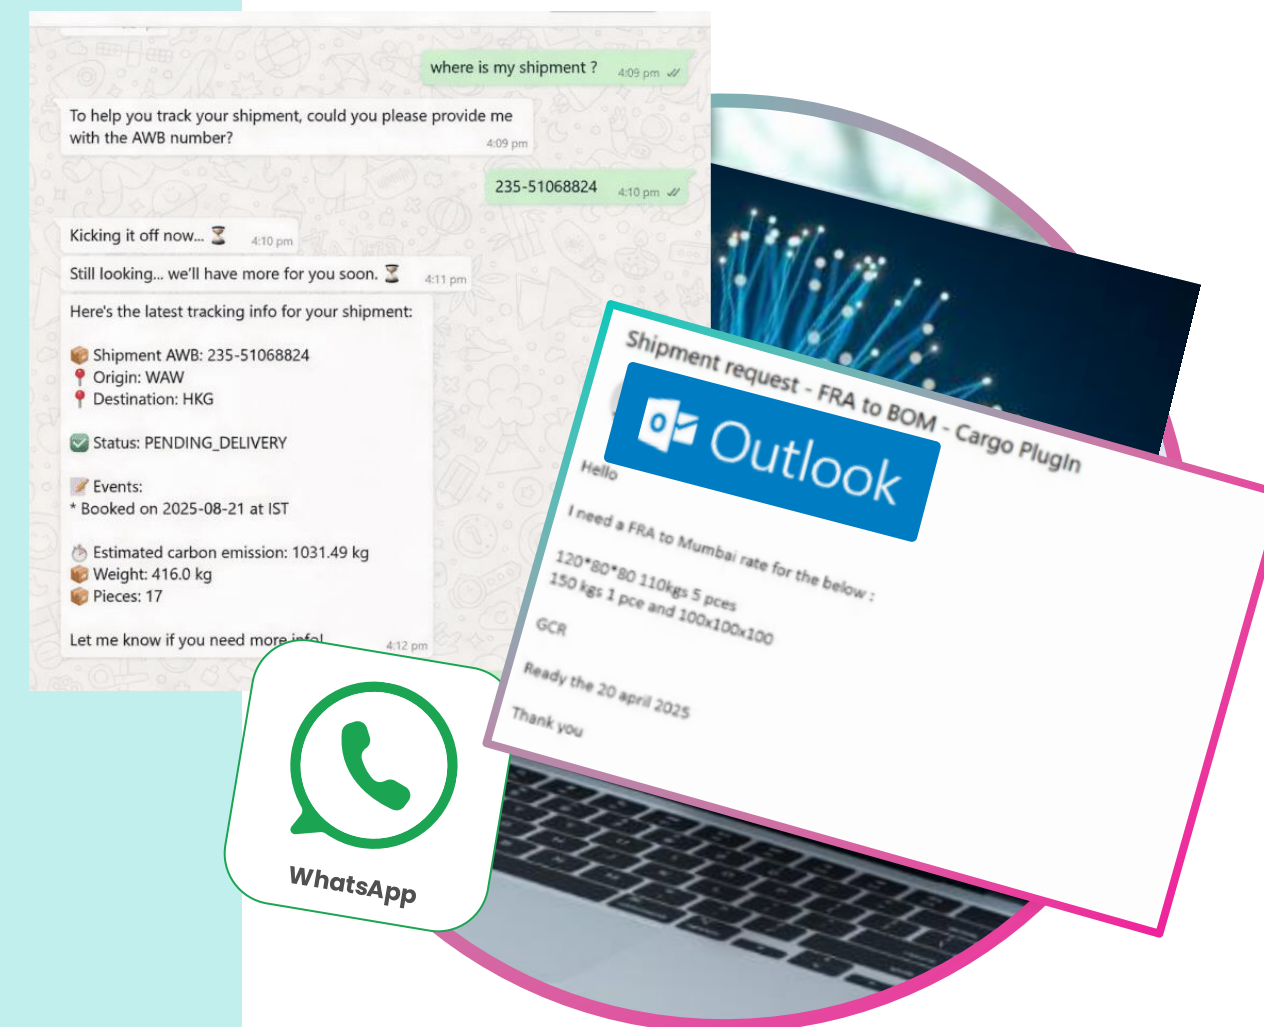 where is my shipment ? 4:09 pm
To help you track your shipment, could you please provide me
with the AWB number?
4:09 pm
235-51068824 4:10 pm
Kicking it off now... ⏳ 4:10 pm
Still looking... we'll have more for you soon. ⏳ 4:11 pm
Here's the latest tracking info for your shipment:
📦 Shipment AWB: 235-51068824
📍 Origin: WAW
📍 Destination: HKG
✅ Status: PENDING_DELIVERY
📝 Events:
* Booked on 2025-08-21 at IST
⏱ Estimated carbon emission: 1031.49 kg
📦 Weight: 416.0 kg
📦 Pieces: 17
Let me know if you need more info!
4:12 pm
WhatsApp
Shipment request - FRA to BOM - Cargo PlugIn
Outlook
Hello
I need a FRA to Mumbai rate for the below :
120*80*80 110kgs 5 pces
150 kgs 1 pce and 100x100x100
GCR
Ready the 20 april 2025
Thank you